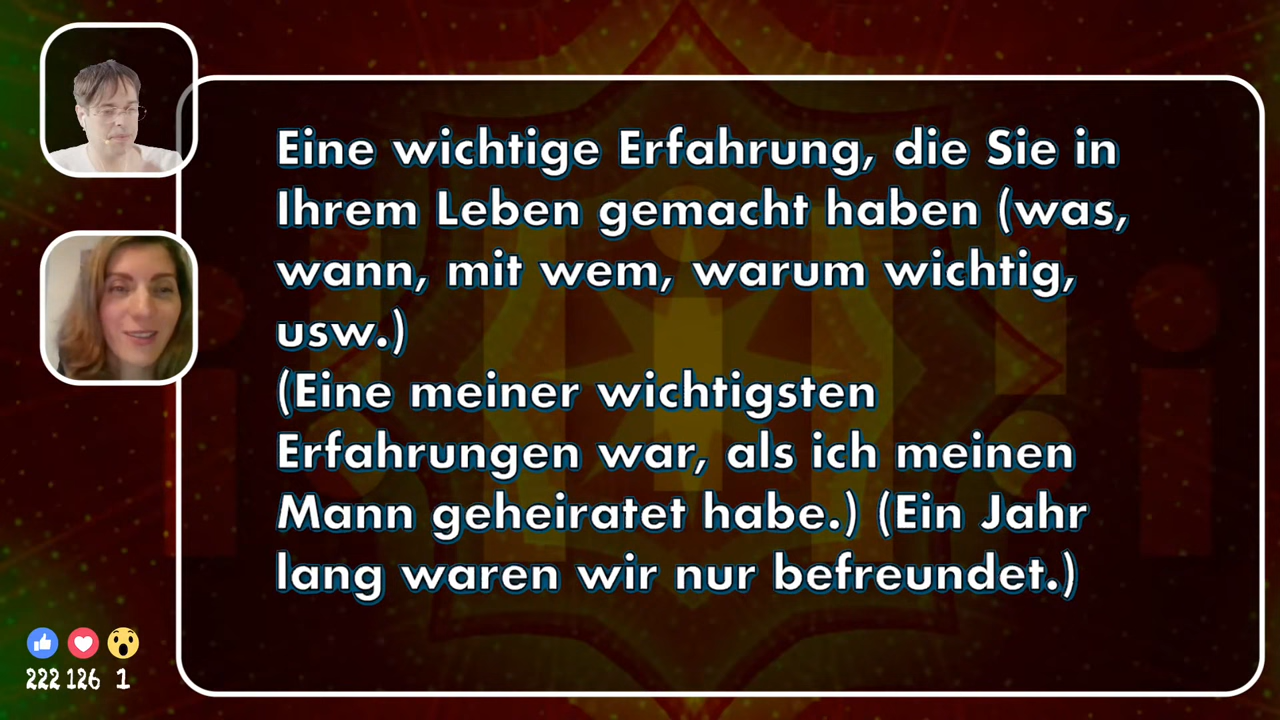 Eine wichtige Erfahrung, die Sie in
Ihrem Leben gemacht haben (was,
wann, mit wem, warum wichtig,
usw.)
(Eine meiner wichtigsten
Erfahrungen war, als ich meinen
Mann geheiratet habe.) (Ein Jahr
lang waren wir nur befreundet.)
222 126 1